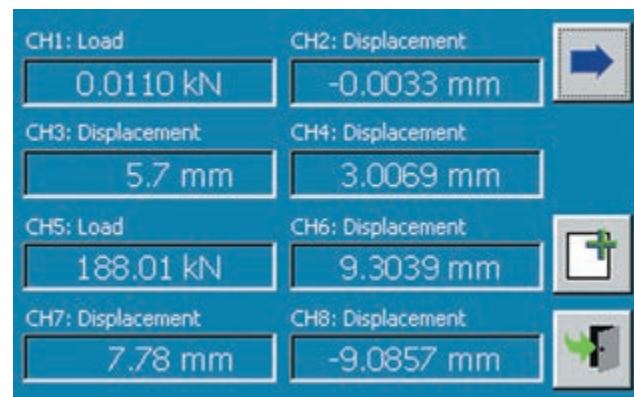 CH1: Load CH2: Displacement
0.0110 kN -0.0033 mm
CH3: Displacement CH4: Displacement
5.7 mm 3.0069 mm
CH5: Load CH6: Displacement
188.01 kN 9.3039 mm
CH7: Displacement CH8: Displacement
7.78 mm -9.0857 mm